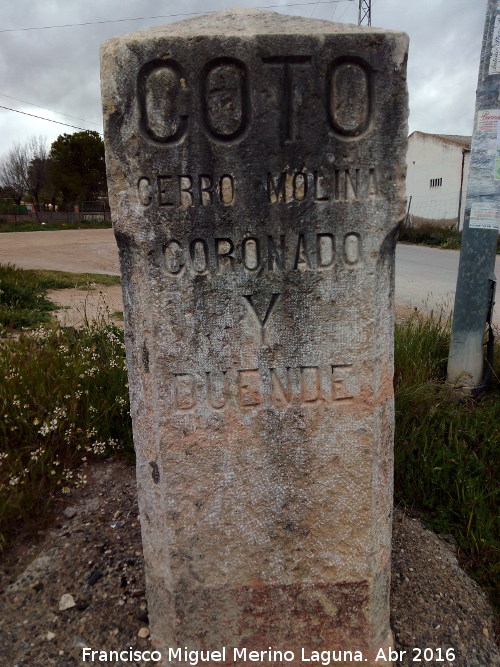 COTO
CERRO MOLINA
CORONADO
Y
DUENDE
Francisco Miguel Merino Laguna. Abr 2016